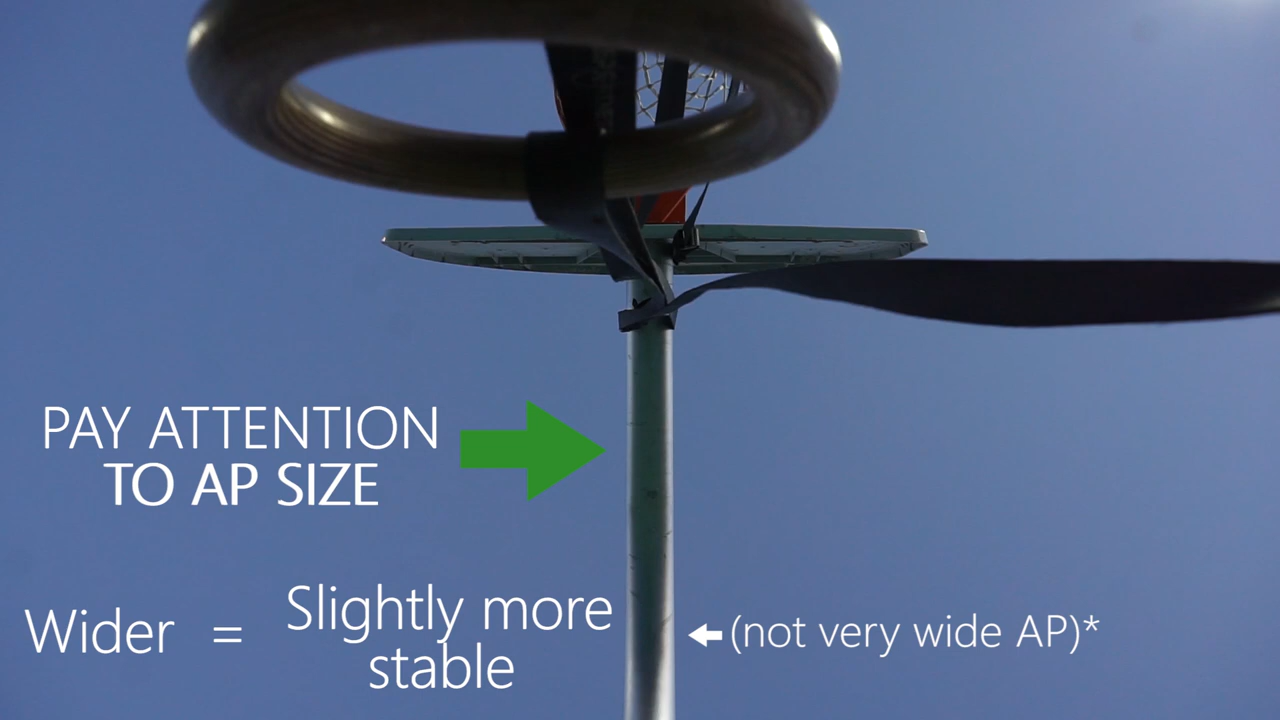 PAY ATTENTION
TO AP SIZE
Wider = Slightly more
stable
(not very wide AP)*